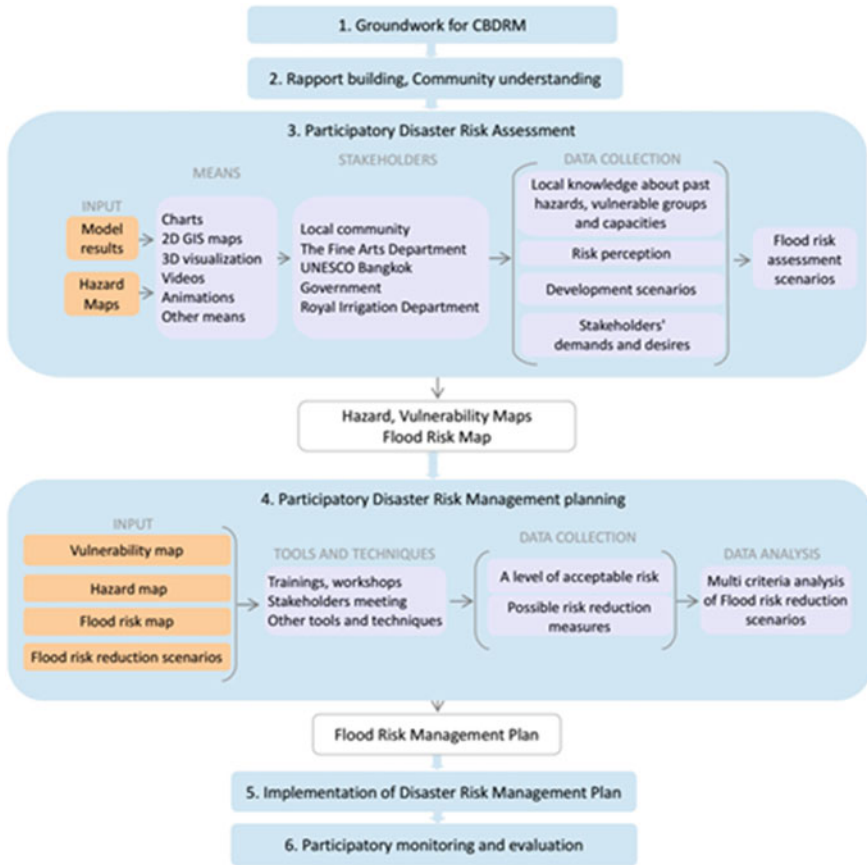 1. Groundwork for CBDRM
2. Rapport building, Community understanding
3. Participatory Disaster Risk Assessment
INPUT
Model
results
Hazard
Maps
MEANS
Charts
2D GIS maps
3D visualization
Videos
Animations
Other means
STAKEHOLDERS
Local community
The Fine Arts Department
UNESCO Bangkok
Government
Royal Irrigation Department
DATA COLLECTION
Local knowledge about past
hazards, vulnerable groups
and capacities
Risk perception
Development scenarios
Stakeholders'
demands and desires
Flood risk
assessment
scenarios
Hazard, Vulnerability Maps
Flood Risk Map
4. Participatory Disaster Risk Management planning
INPUT
Vulnerability map
Hazard map
Flood risk map
Flood risk reduction scenarios
TOOLS AND TECHNIQUES
Trainings, workshops
Stakeholders meeting
Other tools and techniques
DATA COLLECTION
A level of acceptable risk
Possible risk reduction
measures
DATA ANALYSIS
Multi criteria analysis
of Flood risk reduction
scenarios
Flood Risk Management Plan
5. Implementation of Disaster Risk Management Plan
6. Participatory monitoring and evaluation